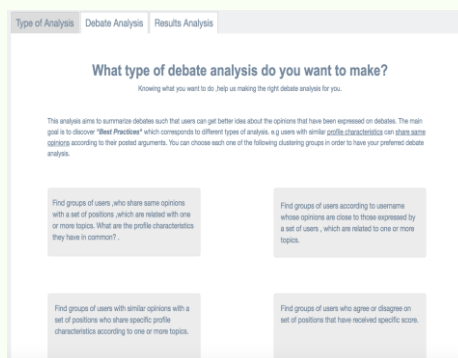 Type of Analysis Debate Analysis Results Analysis
What type of debate analysis do you want to make?
Knowing what you want to do ,help us making the right debate analysis for you.
This analysis aims to summarize debates such that users can get better idea about the opinions that have been expressed on debates. The main
goal is to discover "Best Practices" which corresponds to different types of analysis. e.g users with similar profile characteristics can share same
opinions according to their posted arguments. You can choose each one of the following clustering groups in order to have your preferred debate
analysis.
Find groups of users ,who share same opinions
with a set of positions ,which are related with one
or more topics. What are the profile characteristics
they have in common? .
Find groups of users according to username
whose opinions are close to those expressed by
a set of users , which are related to one or more
topics.
Find groups of users with similar opinions with a
set of positions who share specific profile
characteristics according to one or more topics.
Find groups of users who agree or disagree on
set of positions that have received specific score.